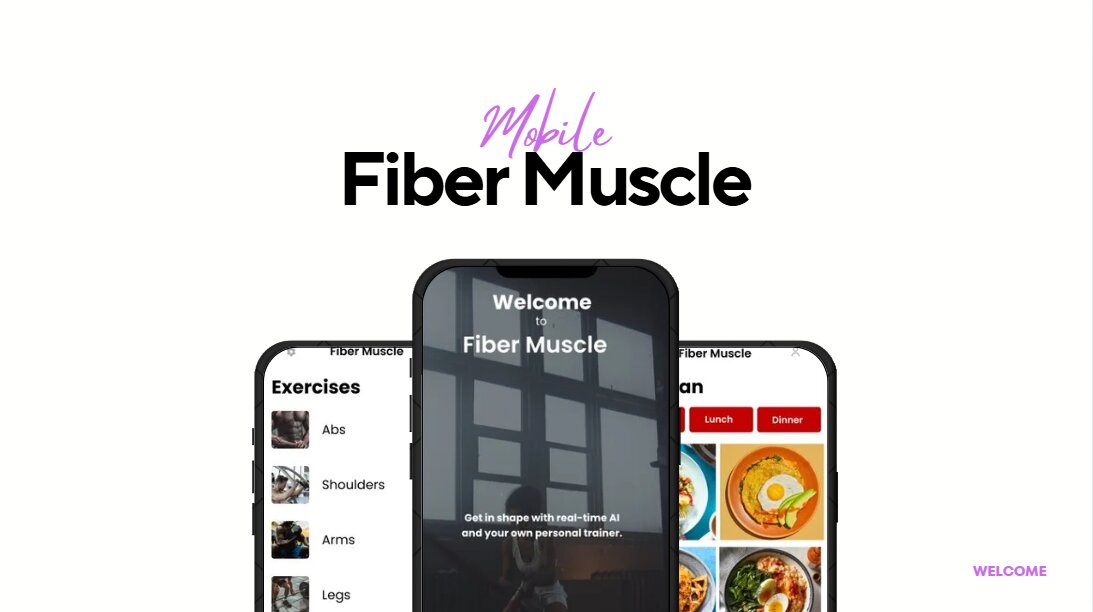 Mobile
Fiber Muscle
Welcome
to
Fiber Muscle
Get in shape with real-time AI
and your own personal trainer.
Fiber Muscle
Exercises
Abs
Shoulders
Arms
Legs
Fiber Muscle
an
Lunch
Dinner
WELCOME